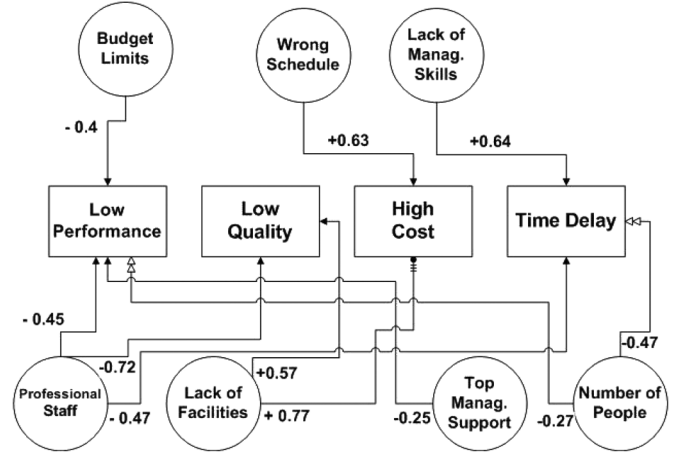 Budget
Limits
Wrong
Schedule
Lack of
Manag.
Skills
- 0.4
+0.63
+0.64
Low
Performance
Low
Quality
High
Cost
Time Delay
- 0.45
-0.72
- 0.47
+0.57
+ 0.77
-0.25
-0.27
-0.47
Professional
Staff
Lack of
Facilities
Top
Manag.
Support
Number of
People